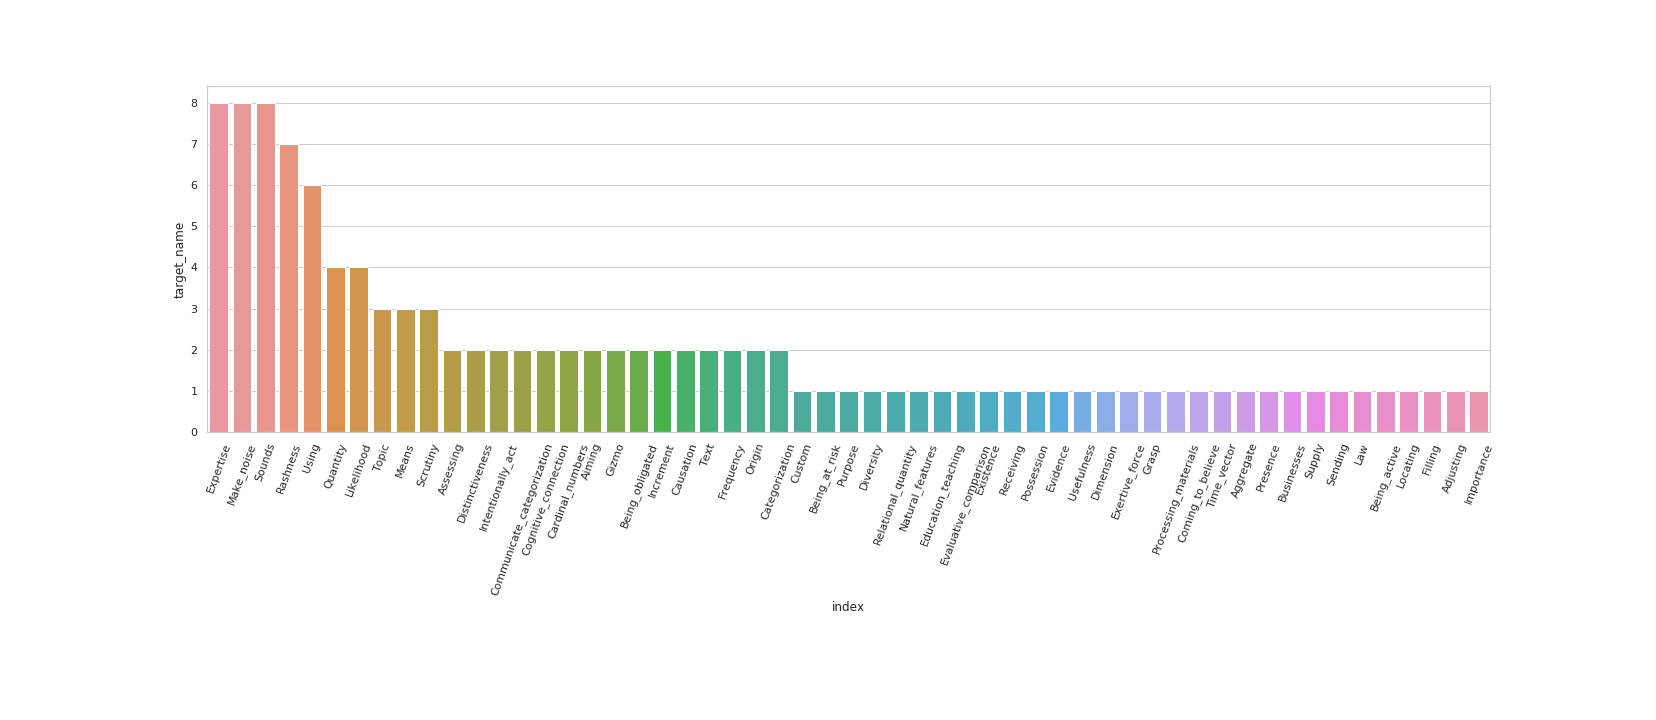 8
7
6
5
4
3
2
1
0
target_name
Expertise
Make_noise
Sounds
Rashness
Using
Quantity
Likelihood
Topic
Means
Scrutiny
Assessing
Distinctiveness
Intentionally_act
Communicate_categorization
Cognitive_connection
Cardinal_numbers
Aiming
Gizmo
Being_obligated
Increment
Causation
Text
Frequency
Origin
Categorization
Custom
Being_at_risk
Purpose
Diversity
Relational_quantity
Natural_features
Education_teaching
Evaluative_comparison
Existence
Receiving
Possession
Evidence
Usefulness
Dimension
Exertive_force
Grasp
Processing_materials
Coming_to_believe
Time_vector
Aggregate
Presence
Businesses
Supply
Sending
Law
Being_active
Locating
Filling
Adjusting
Importance
index